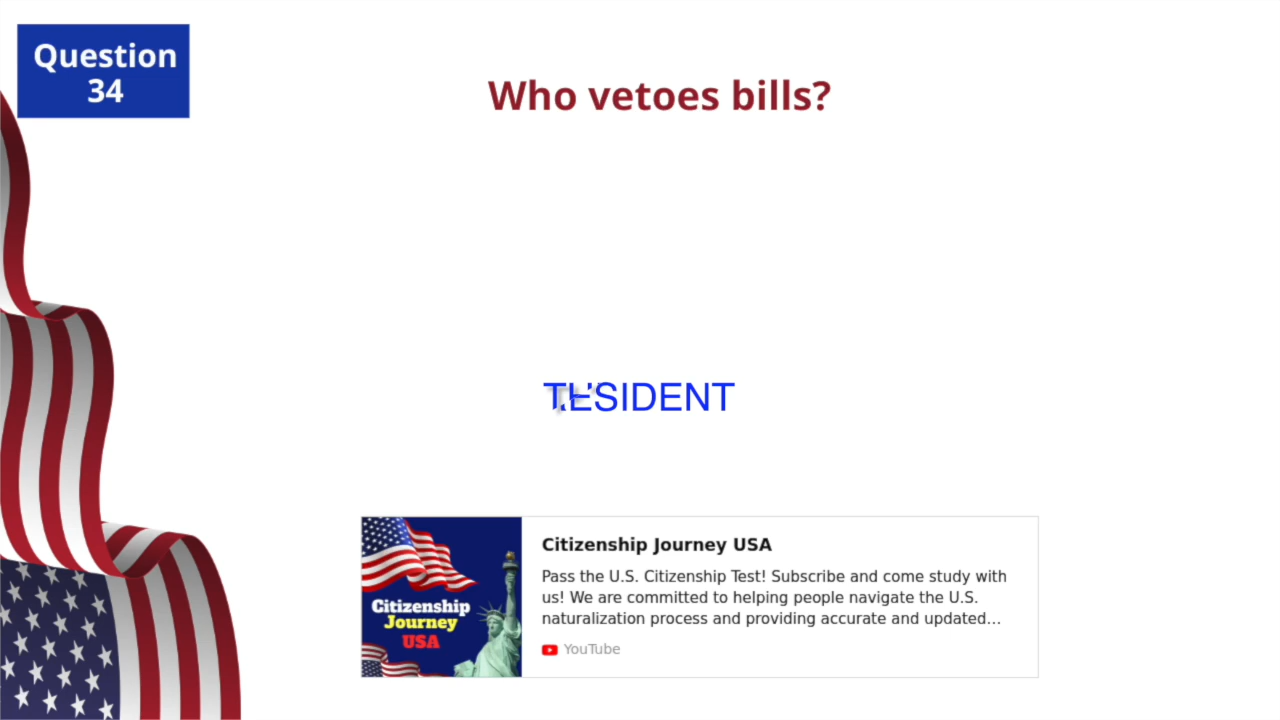 Question
34
Who vetoes bills?
Citizenship Journey USA
Pass the U.S. Citizenship Test! Subscribe and come study with
us! We are committed to helping people navigate the U.S.
naturalization process and providing accurate and updated...
YouTube
Citizenship
Journey
USA